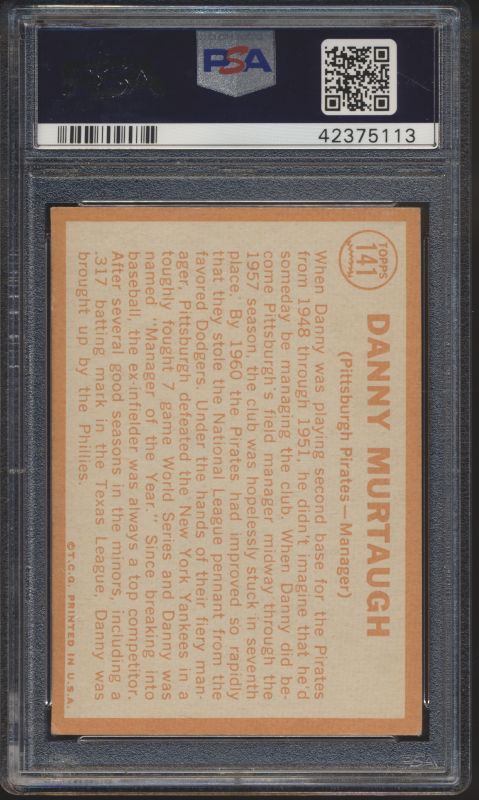 PSA
PSA
42375113
TOPPS
141
DANNY MURTAUGH
(Pittsburgh Pirates—Manager)
When Danny was playing second base for the Pirates
from 1948 through 1951, he didn't imagine that he'd
someday be managing the club. When Danny did be-
come Pittsburgh's field manager midway through the
1957 season, the club was hopelessly stuck in seventh
place. By 1960 the Pirates had improved so rapidly
that they stole the National League pennant from the
favored Dodgers. Under the hands of their fiery man-
ager, Pittsburgh defeated the New York Yankees in a
toughly fought 7 game World Series and Danny was
named "Manager of the Year." Since breaking into
baseball, the ex-infielder was always a top competitor.
After several good seasons in the minors, including a
.317 batting mark in the Texas League, Danny was
brought up by the Phillies.
©T.C.G. PRINTED IN U.S.A.
PSA